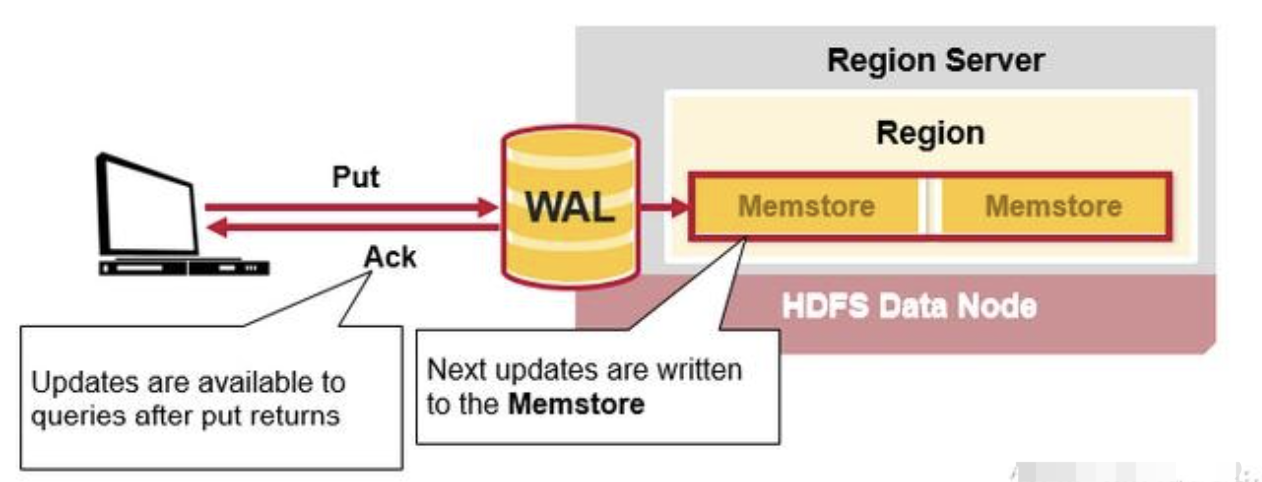 Region Server
Region
Put
WAL
Memstore
Memstore
Ack
HDFS Data Node
Updates are available to
queries after put returns
Next updates are written
to the Memstore